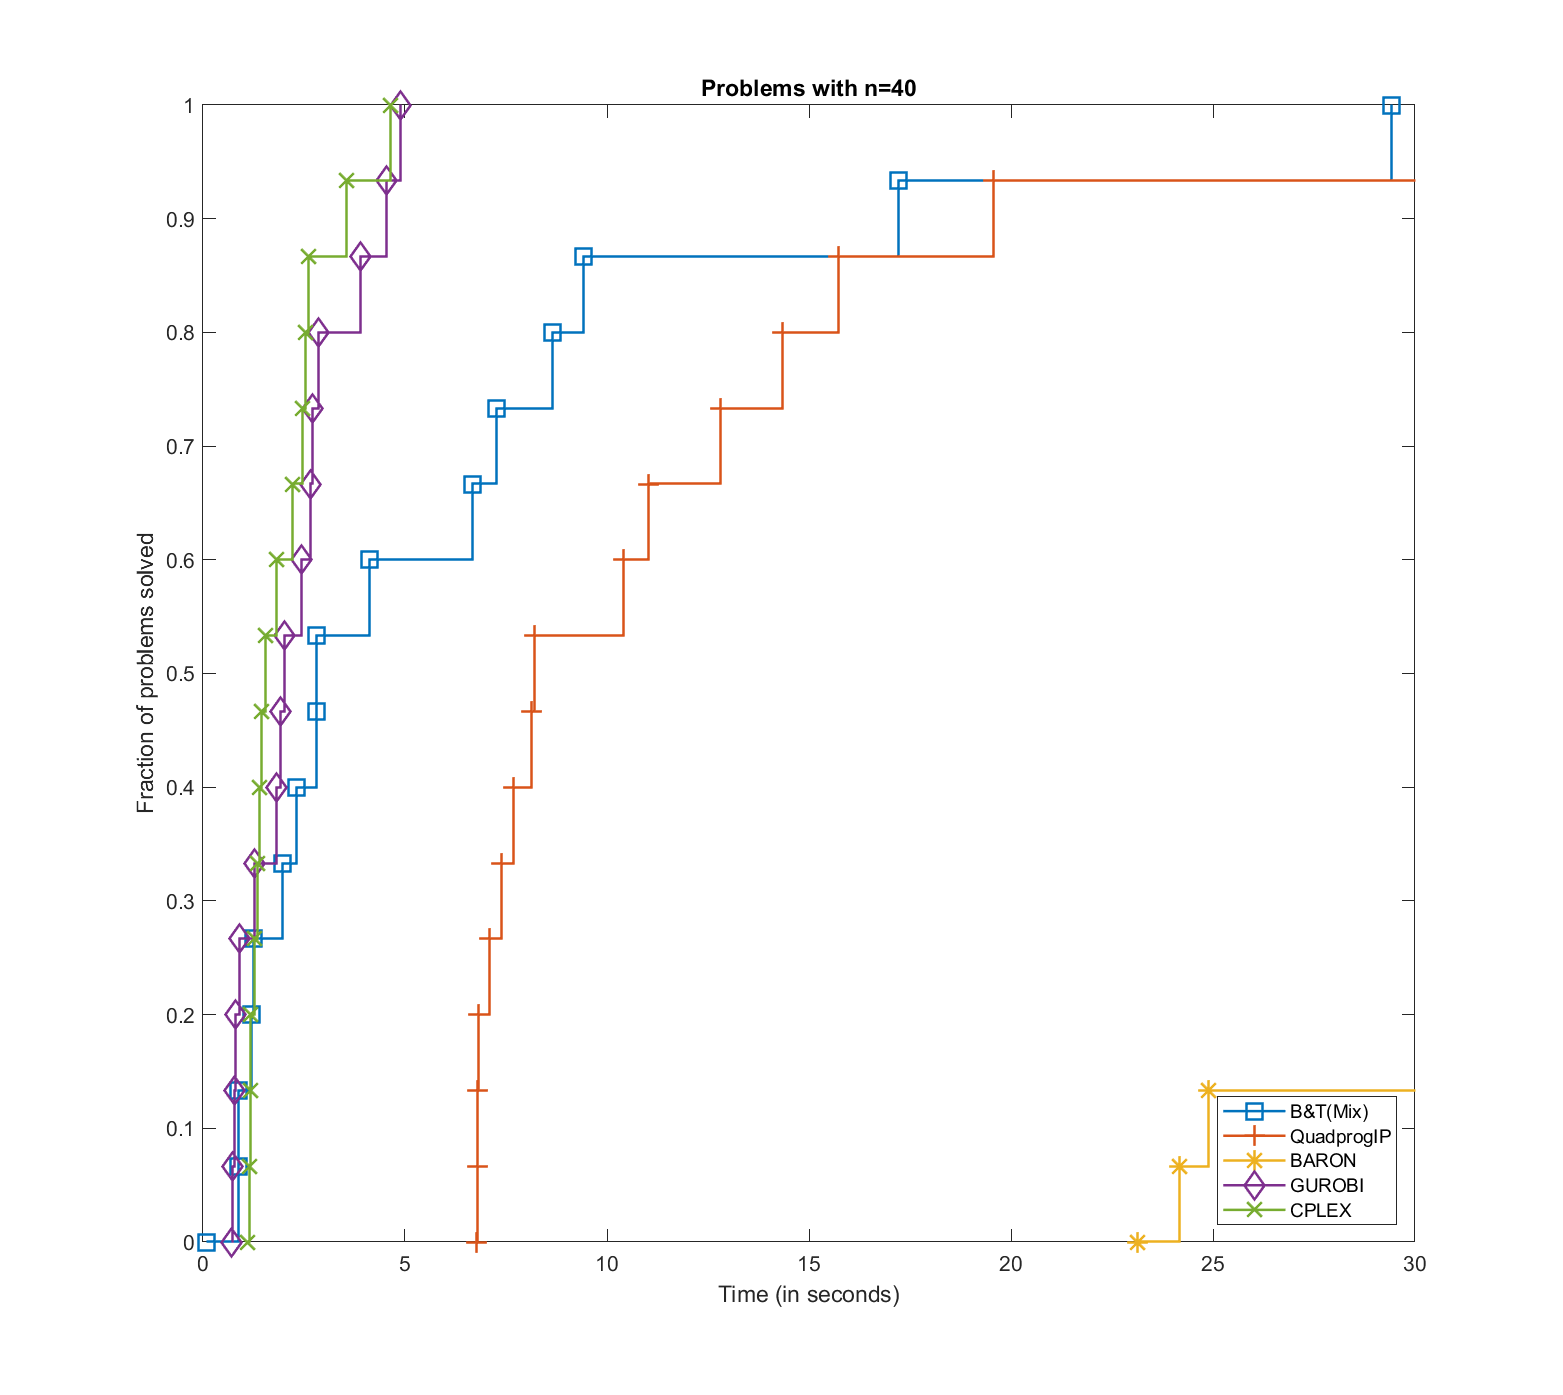 Problems with n=40
1
0.9
0.8
0.7
0.6
0.5
0.4
0.3
0.2
0.1
0
Fraction of problems solved
0 5 10 15 20 25 30
Time (in seconds)
B&T(Mix)
QuadprogIP
BARON
GUROBI
CPLEX